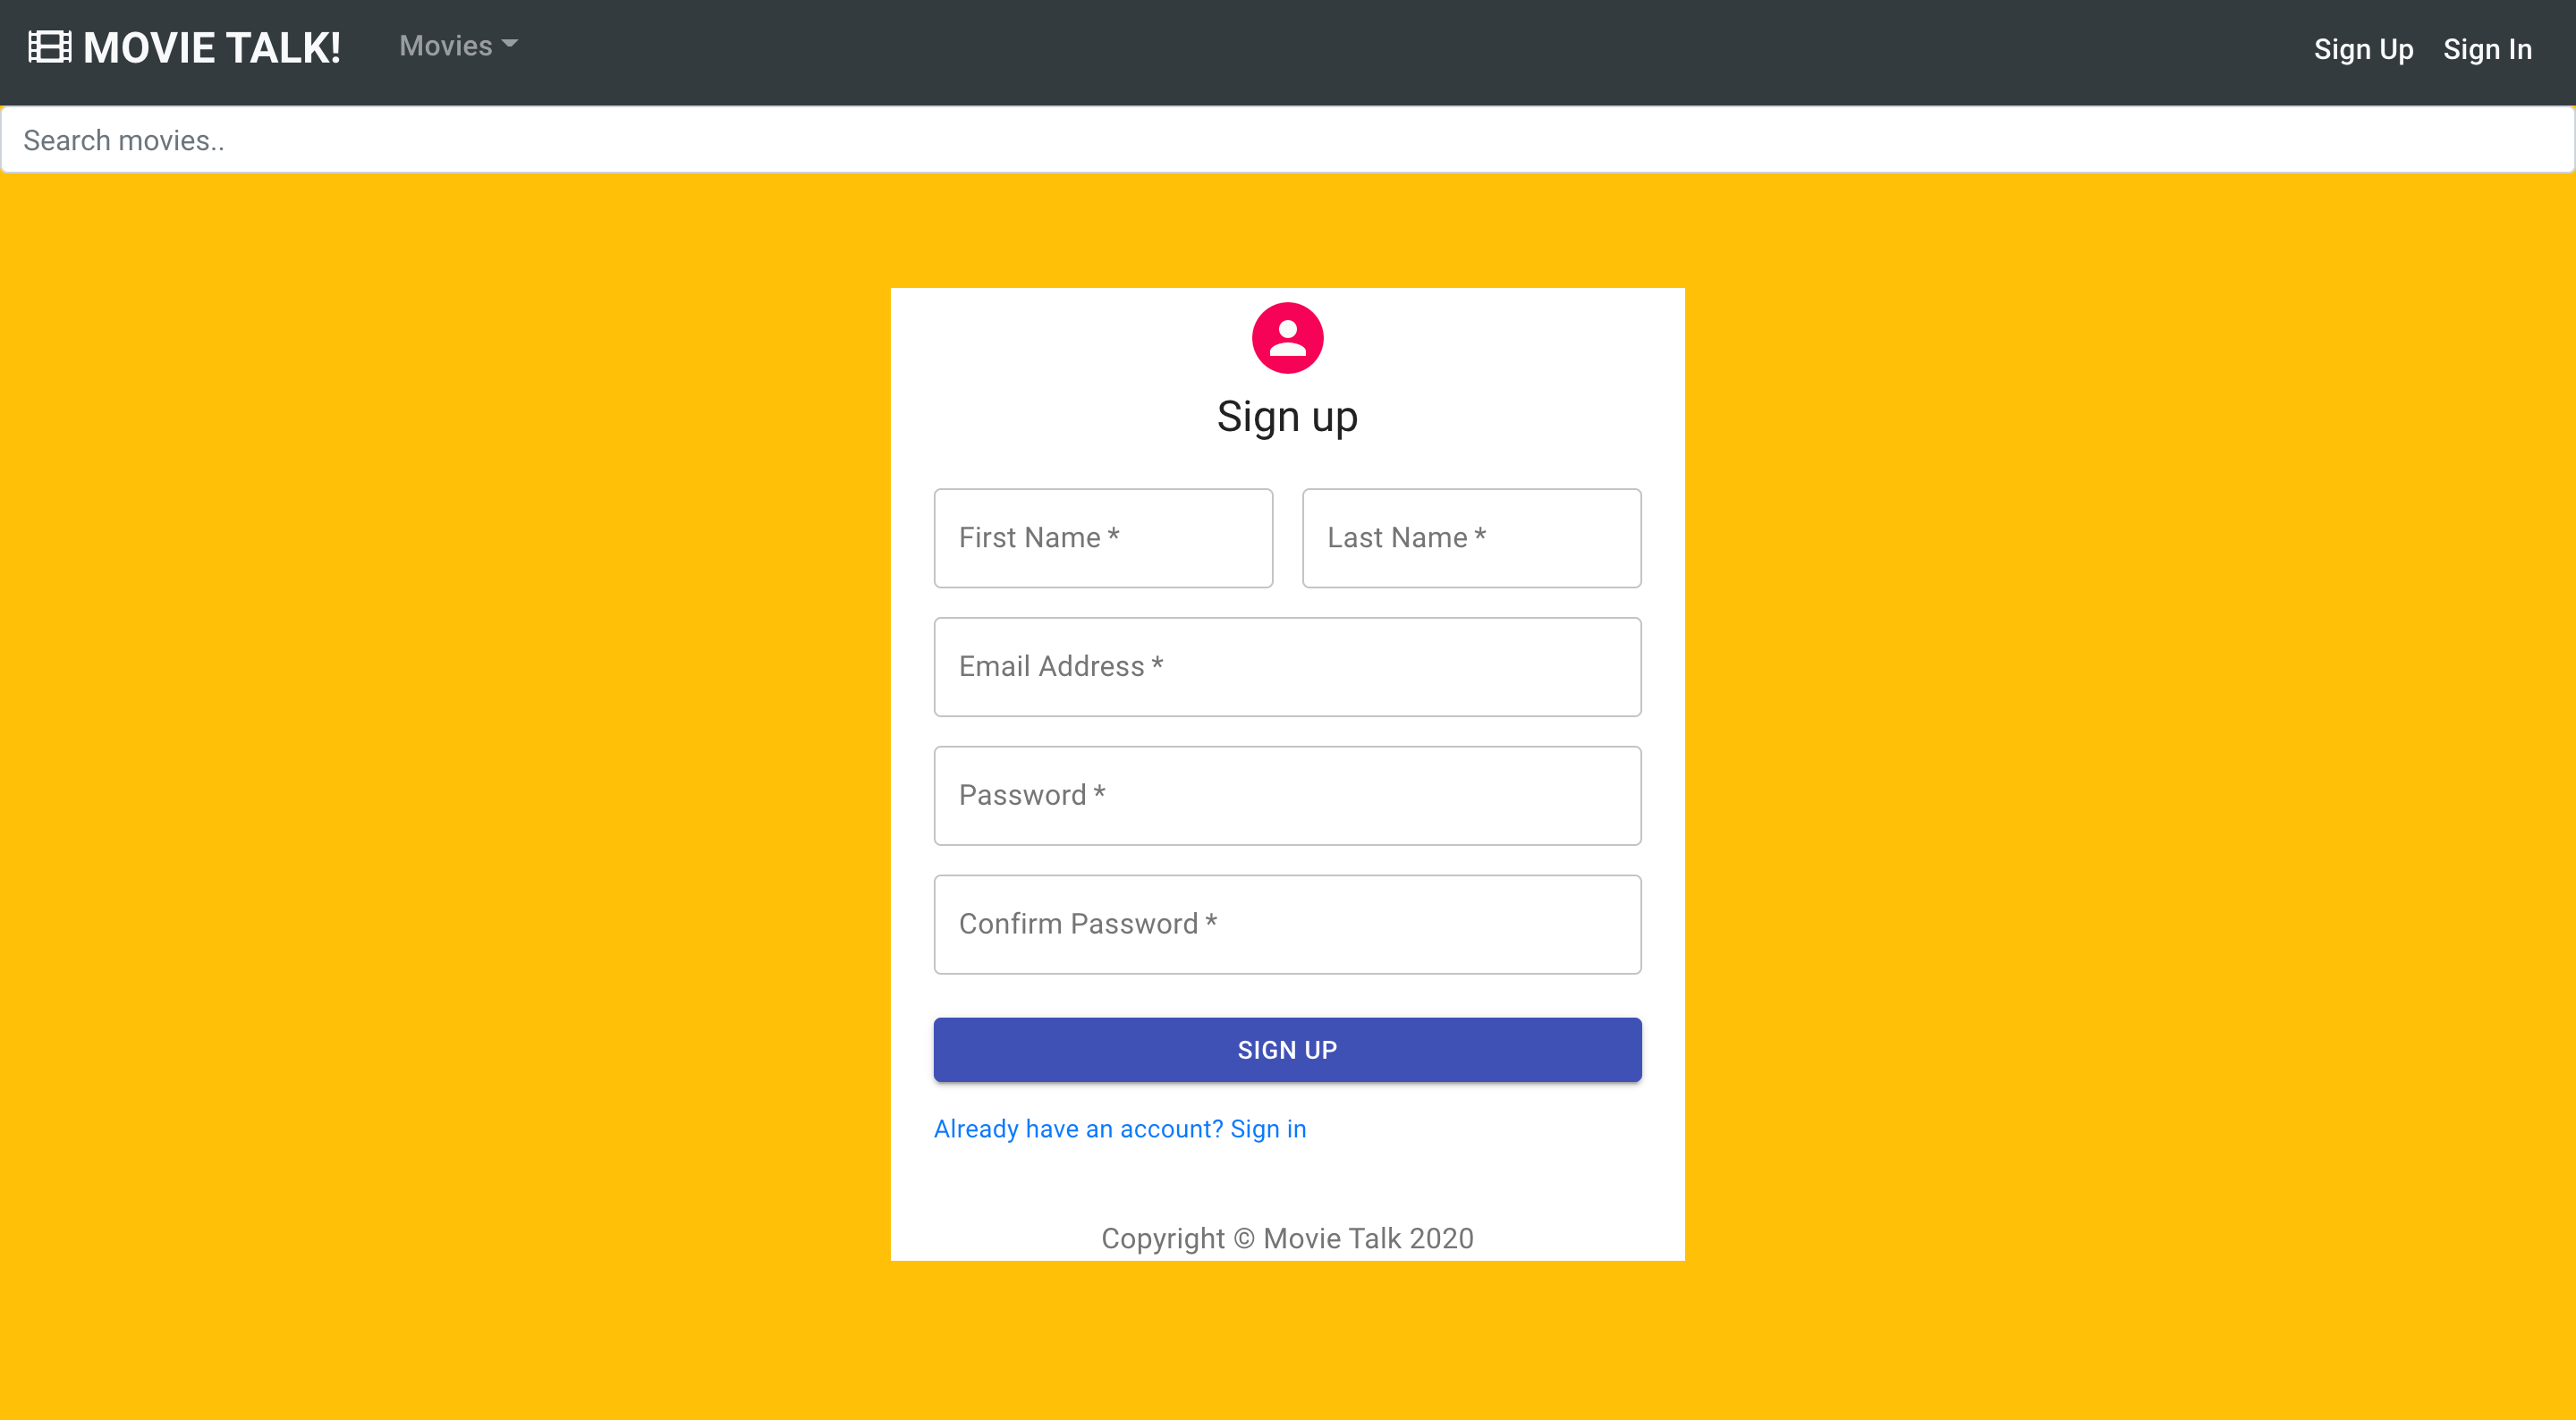 MOVIE TALK! Movies Sign Up Sign In
Search movies..
Sign up
First Name * Last Name *
Email Address *
Password *
Confirm Password *
SIGN UP
Already have an account? Sign in
Copyright © Movie Talk 2020